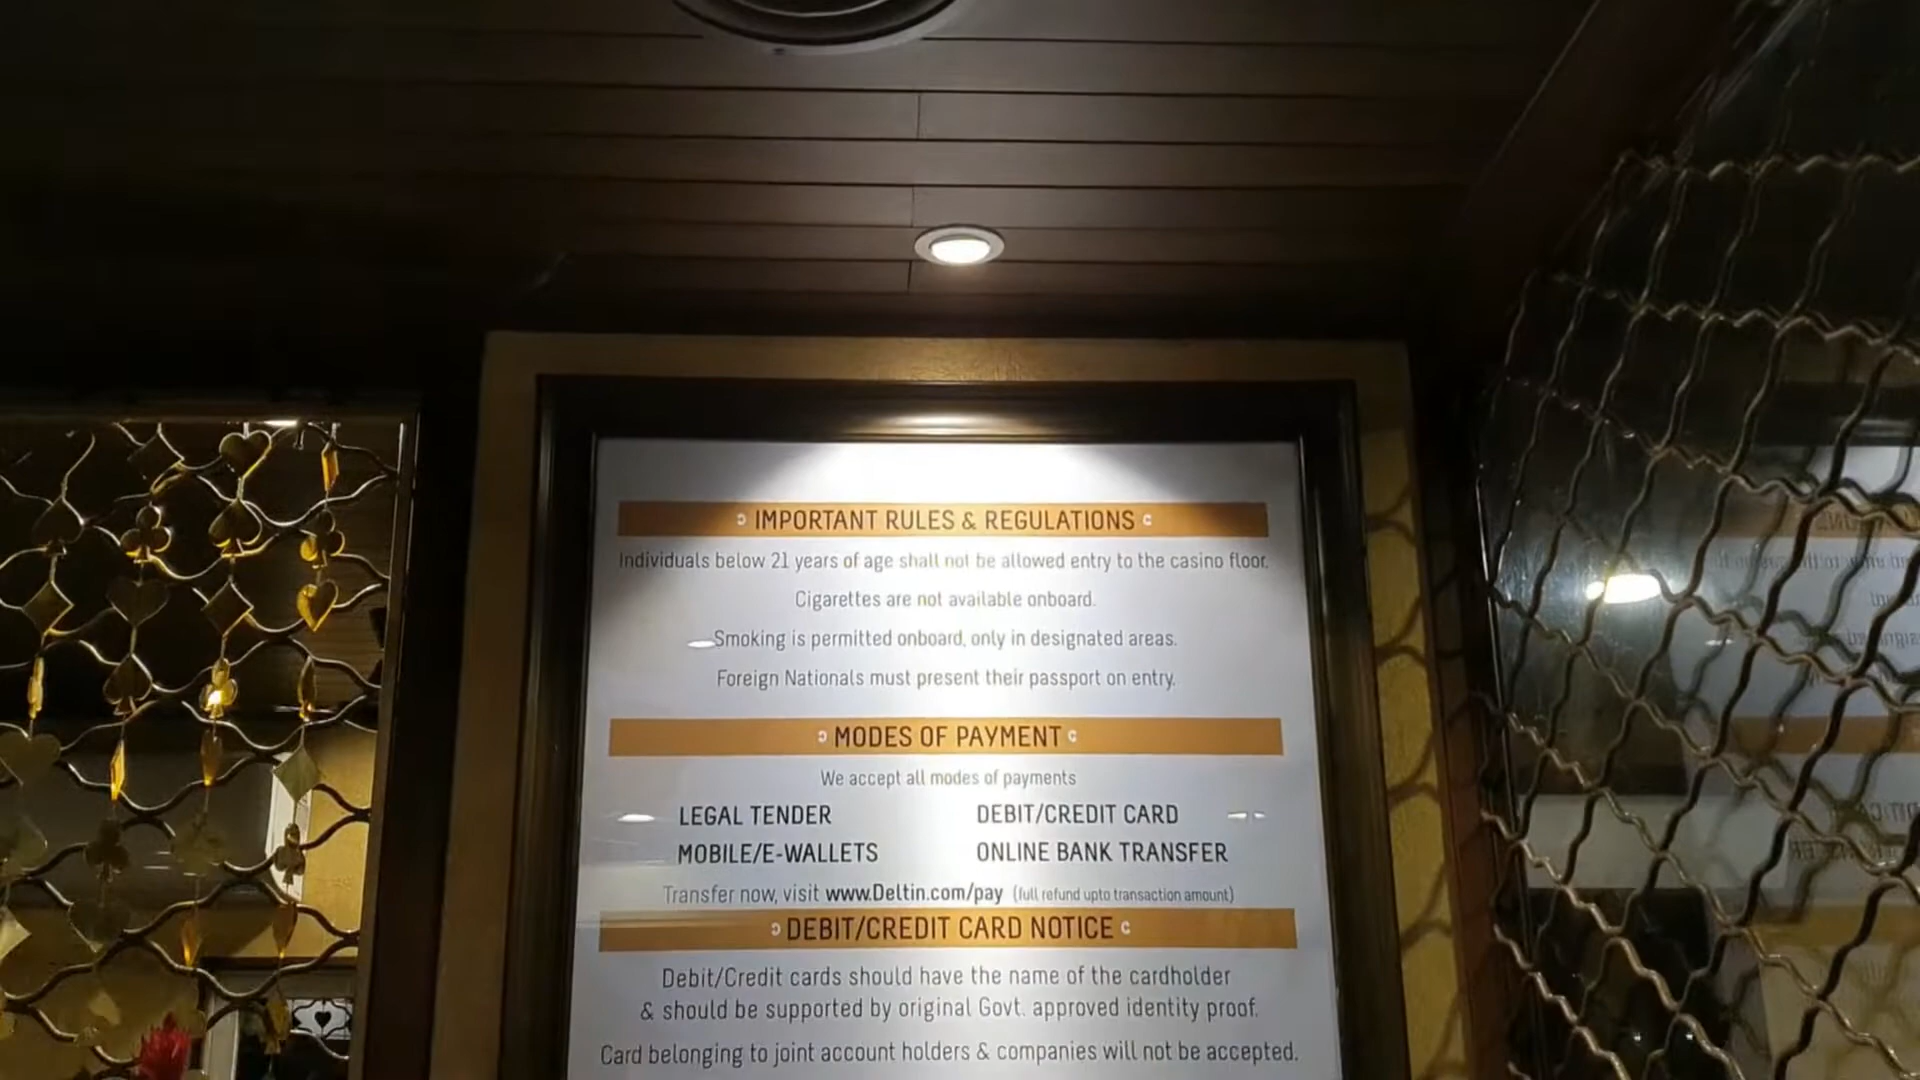 IMPORTANT RULES & REGULATIONS
Individuals below 21 years of age shall not be allowed entry to the casino floor.
Cigarettes are not available onboard.
Smoking is permitted onboard, only in designated areas.
Foreign Nationals must present their passport on entry.
MODES OF PAYMENT
We accept all modes of payments
LEGAL TENDER DEBIT/CREDIT CARD
MOBILE/E-WALLETS ONLINE BANK TRANSFER
Transfer now, visit www.Deltin.com/pay (full refund upto transaction amount)
DEBIT/CREDIT CARD NOTICE
Debit/Credit cards should have the name of the cardholder
& should be supported by original Govt. approved identity proof.
Card belonging to joint account holders & companies will not be accepted.